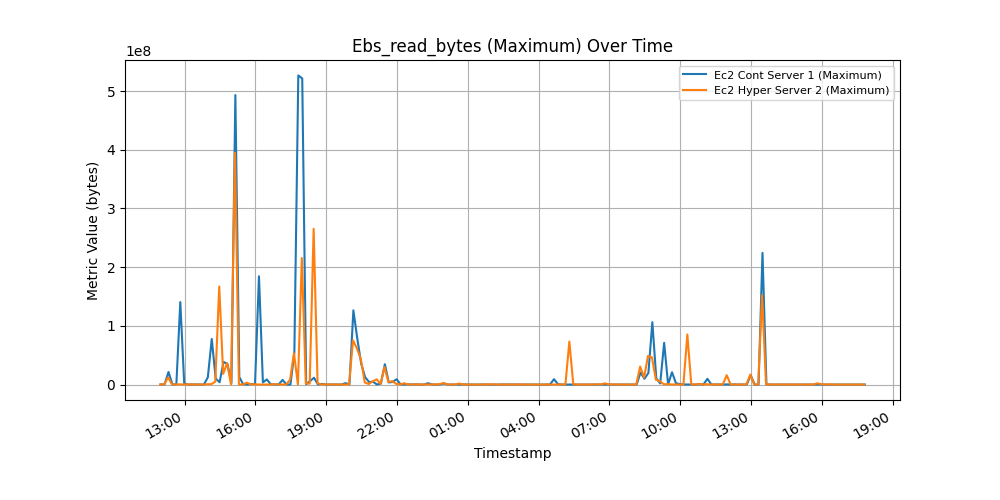 Ebs_read_bytes (Maximum) Over Time
1e8
Ec2 Cont Server 1 (Maximum)
Ec2 Hyper Server 2 (Maximum)
Metric Value (bytes)
5
4
3
2
1
0
13:00 16:00 19:00 22:00 01:00 04:00 07:00 10:00 13:00 16:00 19:00
Timestamp